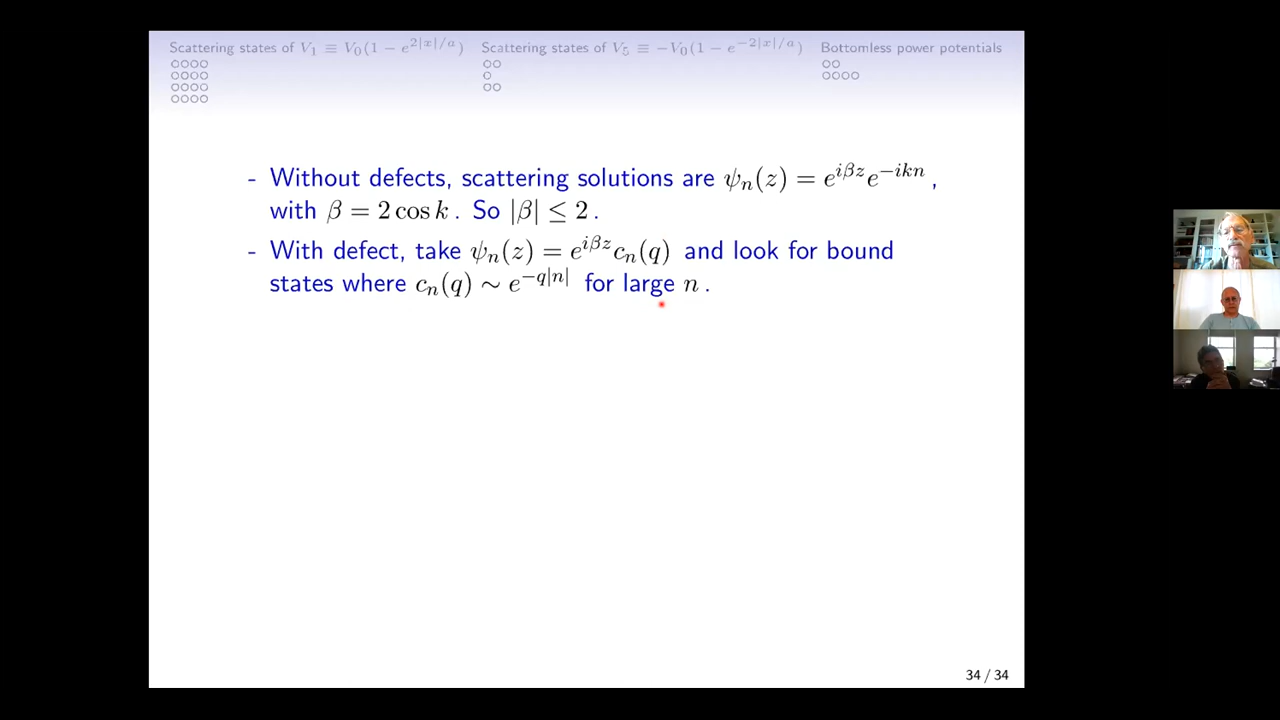 Scattering states of V₁ ≡ V₀(1 − e^{2|x|/a})
Scattering states of V₅ ≡ −V₀(1 − e^{−2|x|/a})
Bottomless power potentials
- Without defects, scattering solutions are ψₙ(z) = e^{iβz}e^{−ikn} ,
with β = 2 cos k . So |β| ≤ 2 .
- With defect, take ψₙ(z) = e^{iβz}cₙ(q) and look for bound
states where cₙ(q) ∼ e^{−q|n|} for large n .
34 / 34